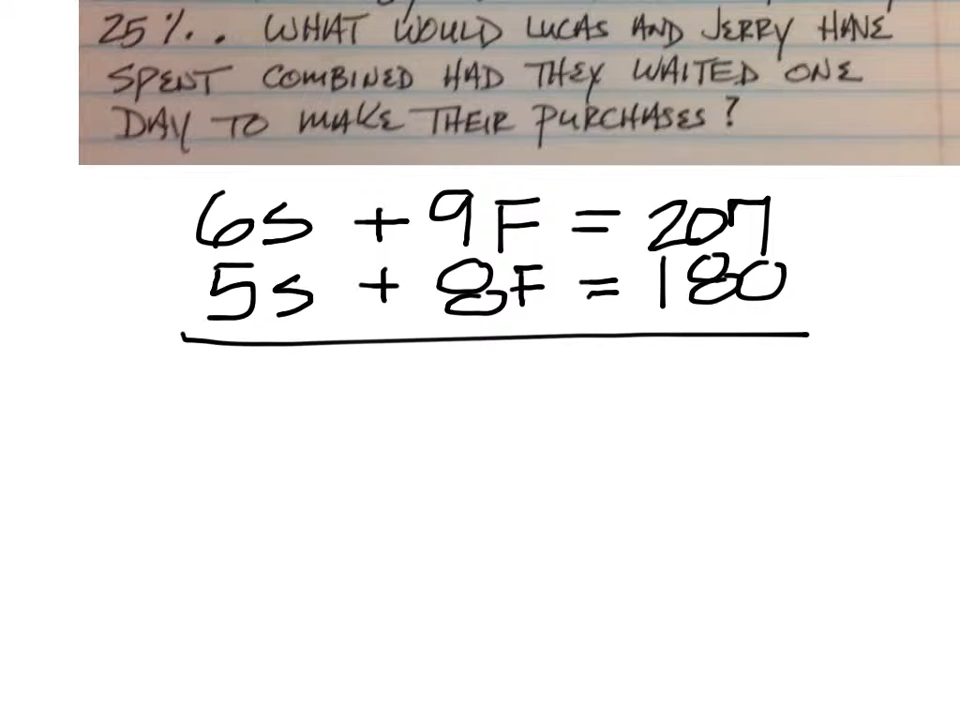 25%. . WHAT WOULD LUCAS AND JERRY HAVE
SPENT COMBINED HAD THEY WAITED ONE
DAY TO MAKE THEIR PURCHASES?
6S + 9F = 207
5S + 8F = 180